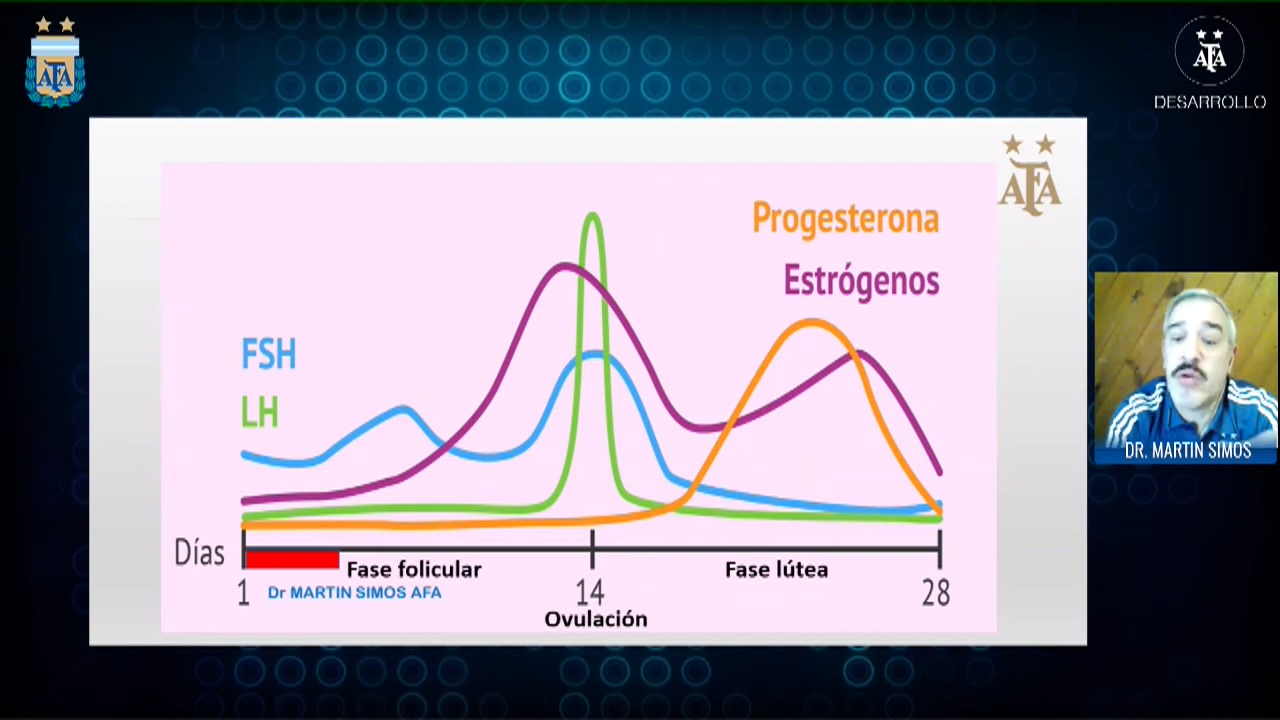 AFA
AFA
DESARROLLO
AFA
Progesterona
Estrógenos
FSH
LH
Días
Fase folicular
Fase lútea
1
Dr MARTIN SIMOS AFA
14
28
Ovulación
DR. MARTIN SIMOS